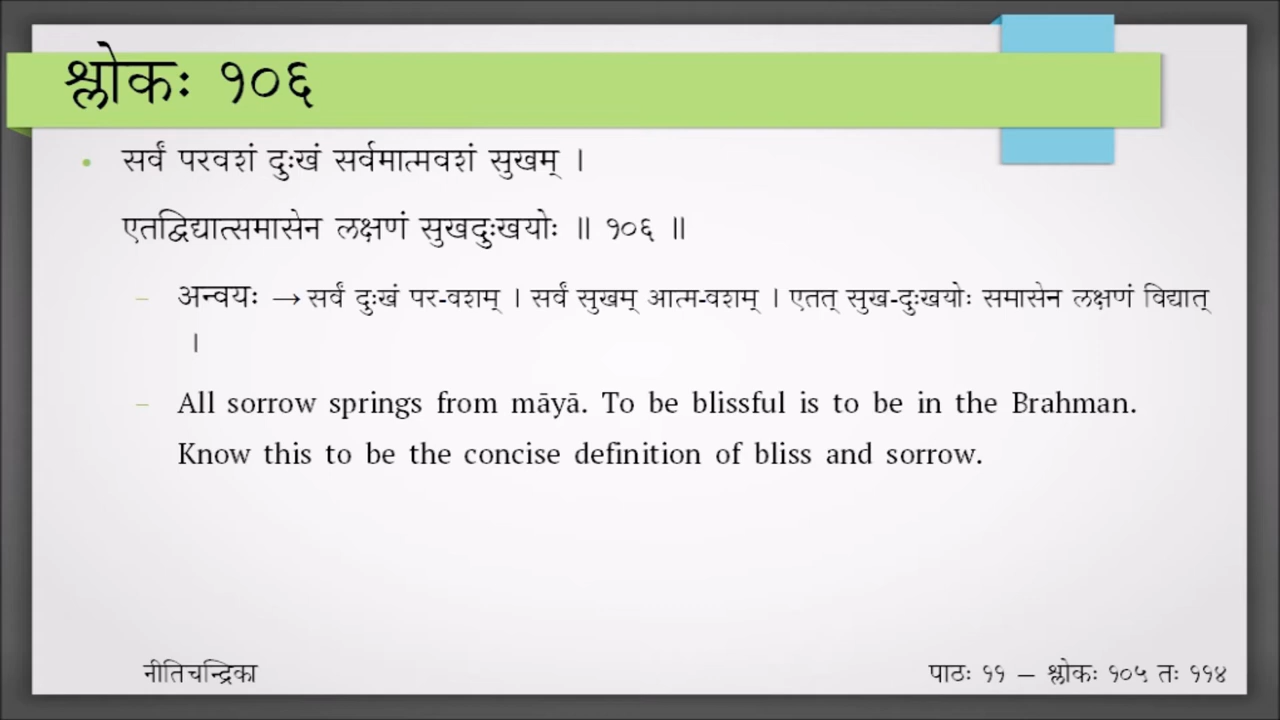 श्लोकः १०६
• सर्वं परवशं दुःखं सर्वमात्मवशं सुखम् ।
एतद्विद्यात्समासेन लक्षणं सुखदुःखयोः ॥ १०६ ॥
– अन्वयः → सर्वं दुःखं पर-वशम् । सर्वं सुखम् आत्म-वशम् । एतत् सुख-दुःखयोः समासेन लक्षणं विद्यात्
।
– All sorrow springs from māyā. To be blissful is to be in the Brahman.
Know this to be the concise definition of bliss and sorrow.
नीतिचन्द्रिका
पाठः ११ – श्लोकः १०५ तः ११४